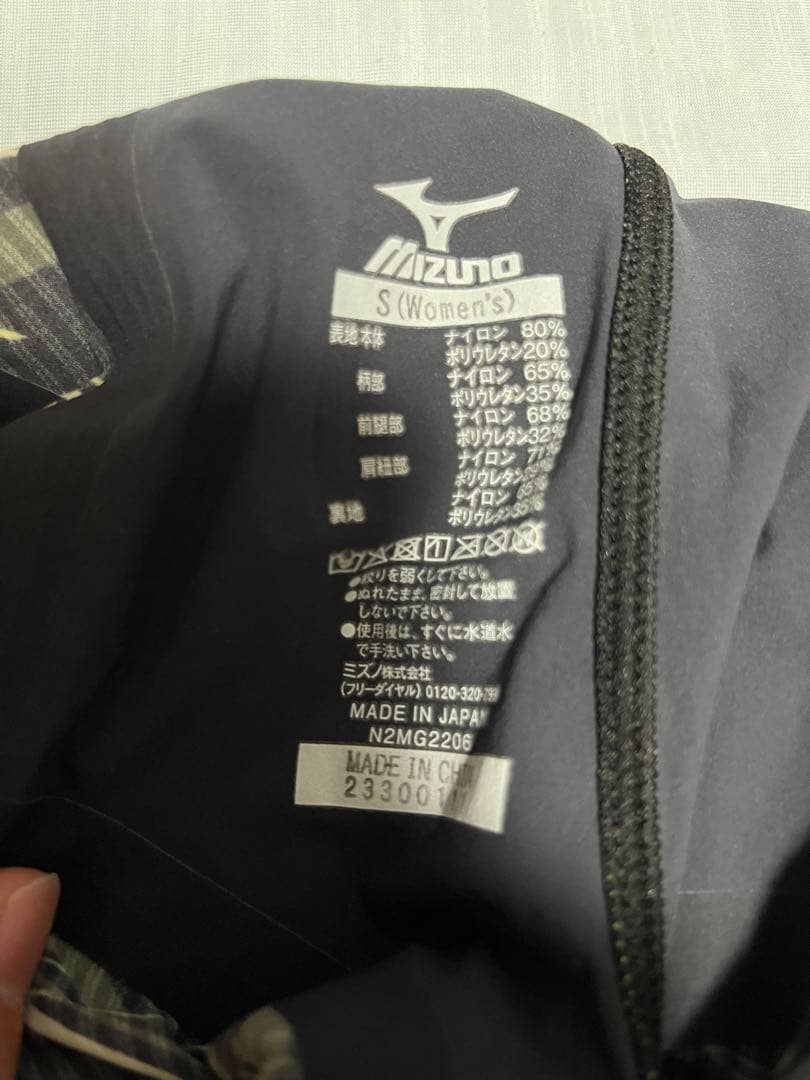 MIZUNO
S (Women's)
表地本体 ナイロン 80%
ポリウレタン20%
柄部 ナイロン 65%
ポリウレタン35%
前腿部 ナイロン 68%
ポリウレタン32%
肩紐部 ナイロン
ポリウレタン
裏地 ナイロン 65%
ポリウレタン35%
●絞りを弱くして下さい。
●ぬれたまま、密封して放置
しないで下さい。
●使用後は、すぐに水道水
で手洗い下さい。
ミズノ株式会社
(フリーダイヤル) 0120-320-799
MADE IN JAPAN
N2MG2206
MADE IN CHINA